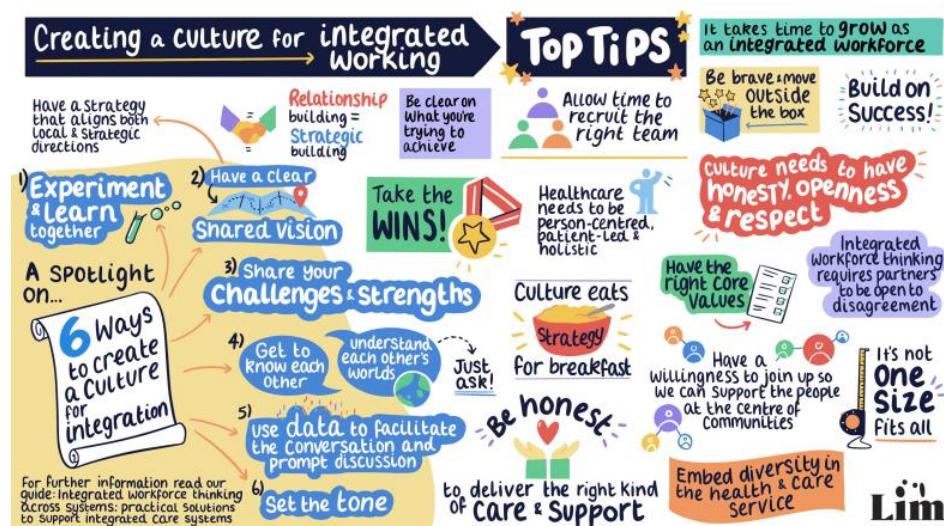 Creating a culture for integrated
working
TOP TIPS
It takes time to grow as
an integrated workforce
Have a strategy
that aligns both
local & strategic
directions
Relationship
building =
Strategic
building
Be clear on
what you're
trying to
achieve
Allow time to
recruit the
right team
Be brave & move
outside
the box
Build on
success!
1) Experiment
& learn
together
2) Have a clear
Shared vision
Take the
WINS!
Healthcare
needs to be
person-centred,
patient-led &
holistic
Culture needs to have
honesty, openness
& respect
A spotlight
on...
6 Ways
to create
a culture
for
integration
3) Share your
challenges & strengths
Culture eats
Strategy
for breakfast
Have the
right core
values
Integrated
workforce thinking
requires partners
to be open to
disagreement
4) Get to
know each
other
understand
each other's
worlds
Just
ask!
Have a
willingness to join up so
we can support the people
at the centre of
communities
It's not
one
size
fits all
5) use data to facilitate
the conversation and
prompt discussion
Be honest
to deliver the right kind
of care & support
6) Set the tone
Embed diversity in
the health & care
service
For further information read our
guide: Integrated workforce thinking
across systems: practical solutions
to support integrated care systems
Lim